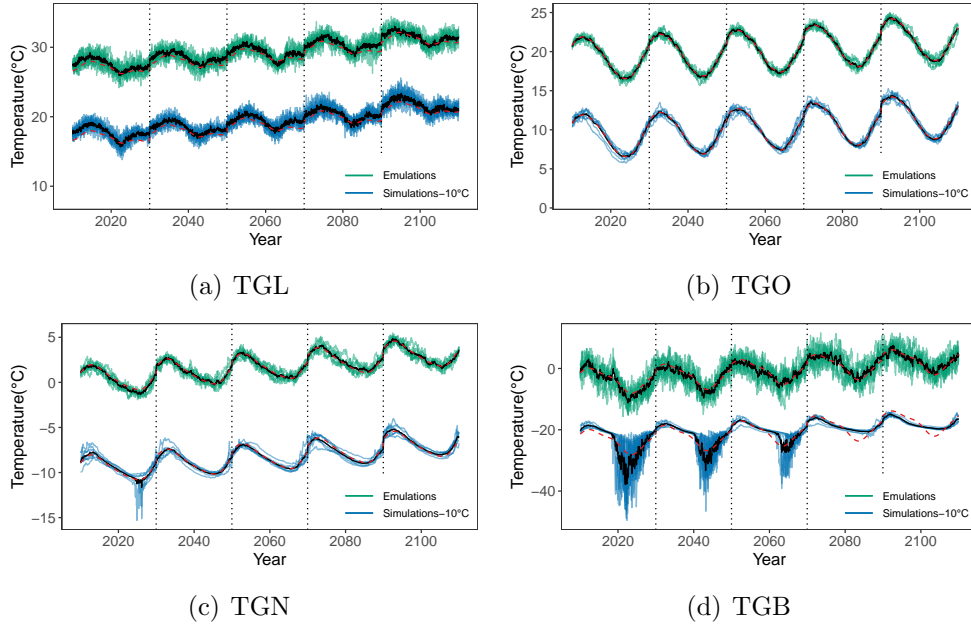 Temperature(°C)
30
20
10
2020 2040 2060 2080 2100
Year
Emulations
Simulations−10°C
(a) TGL
Temperature(°C)
25
20
15
10
5
0
2020 2040 2060 2080 2100
Year
Emulations
Simulations−10°C
(b) TGO
Temperature(°C)
5
0
−5
−10
−15
2020 2040 2060 2080 2100
Year
Emulations
Simulations−10°C
(c) TGN
Temperature(°C)
0
−20
−40
2020 2040 2060 2080 2100
Year
Emulations
Simulations−10°C
(d) TGB